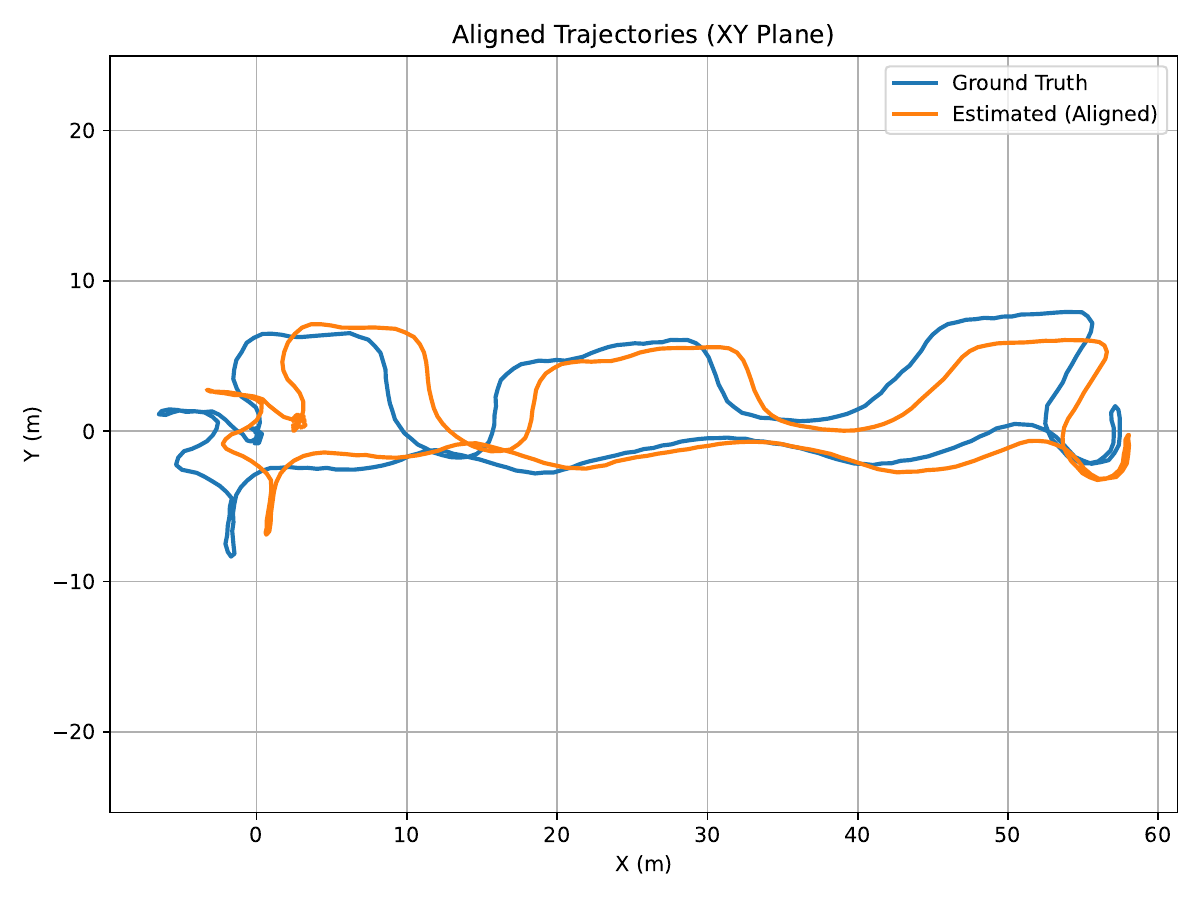 Aligned Trajectories (XY Plane)
Ground Truth
Estimated (Aligned)
20
10
0
−10
−20
Y (m)
0 10 20 30 40 50 60
X (m)